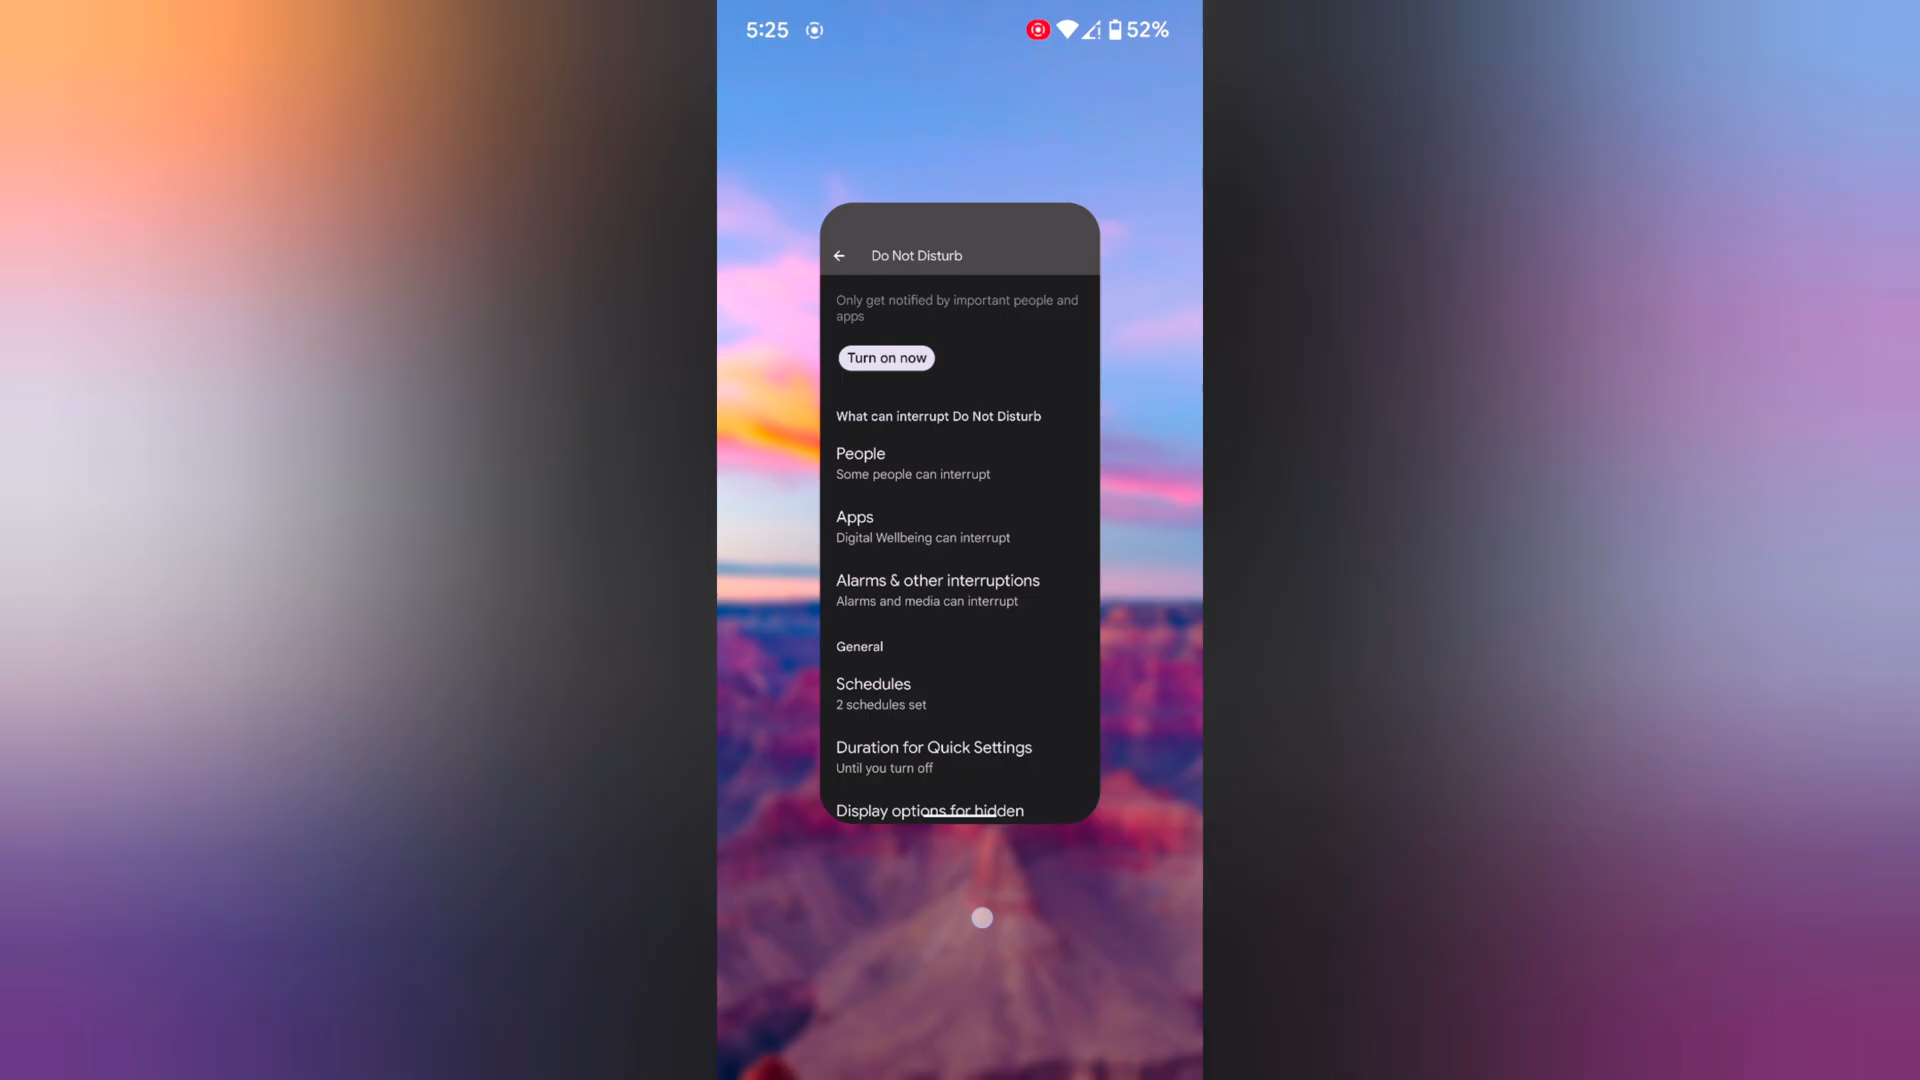 5:25
52%
Do Not Disturb
Only get notified by important people and
apps
Turn on now
What can interrupt Do Not Disturb
People
Some people can interrupt
Apps
Digital Wellbeing can interrupt
Alarms & other interruptions
Alarms and media can interrupt
General
Schedules
2 schedules set
Duration for Quick Settings
Until you turn off
Display options for hidden